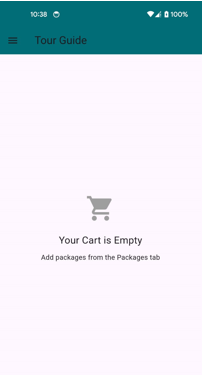 10:38
100%
Tour Guide
Your Cart is Empty
Add packages from the Packages tab